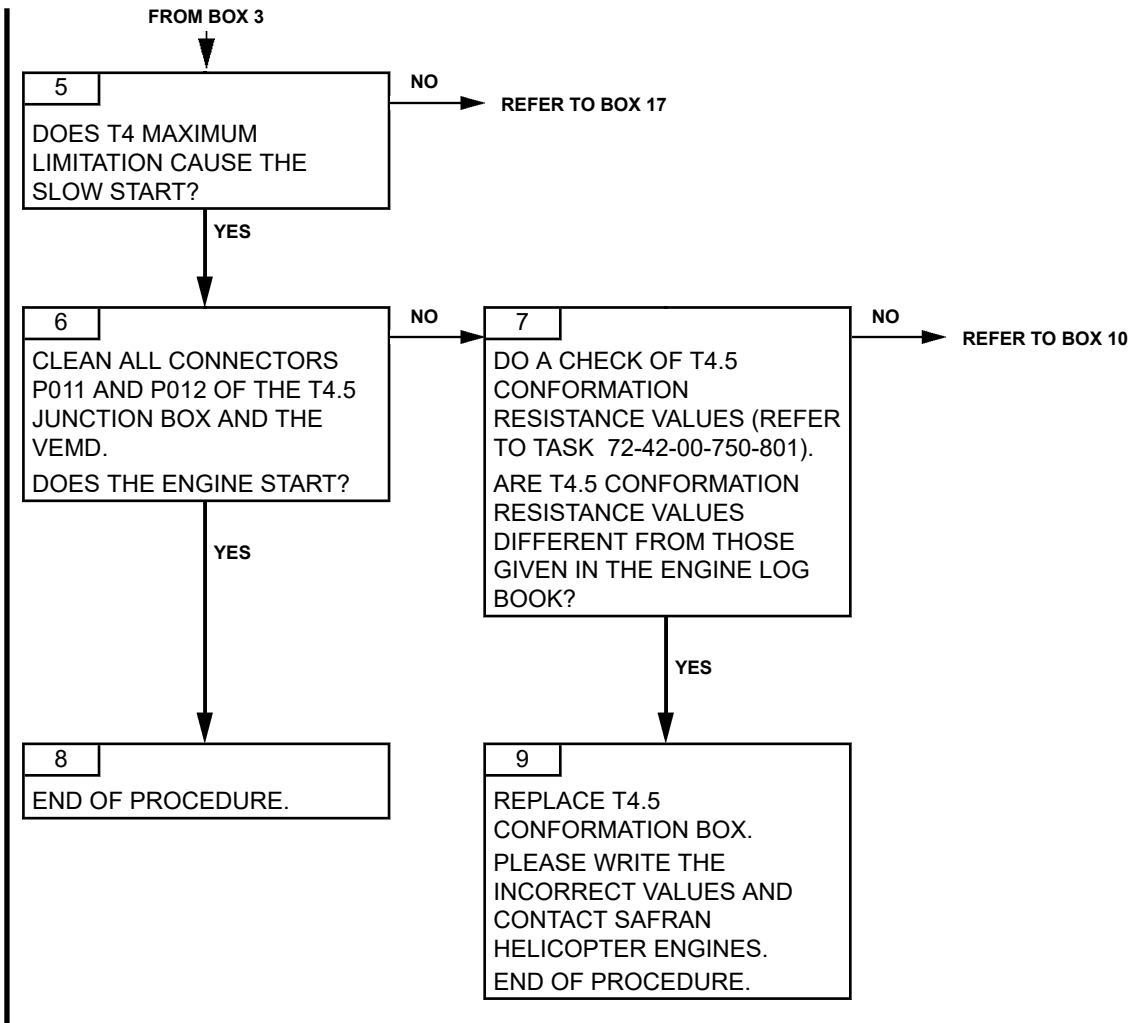 FROM BOX 3
5
NO
REFER TO BOX 17
DOES T4 MAXIMUM
LIMITATION CAUSE THE
SLOW START?
YES
6
NO
7
NO
REFER TO BOX 10
CLEAN ALL CONNECTORS
P011 AND P012 OF THE T4.5
JUNCTION BOX AND THE
VEMD.
DOES THE ENGINE START?
DO A CHECK OF T4.5
CONFORMATION
RESISTANCE VALUES (REFER
TO TASK 72-42-00-750-801).
ARE T4.5 CONFORMATION
RESISTANCE VALUES
DIFFERENT FROM THOSE
GIVEN IN THE ENGINE LOG
BOOK?
YES
YES
8
END OF PROCEDURE.
9
REPLACE T4.5
CONFORMATION BOX.
PLEASE WRITE THE
INCORRECT VALUES AND
CONTACT SAFRAN
HELICOPTER ENGINES.
END OF PROCEDURE.